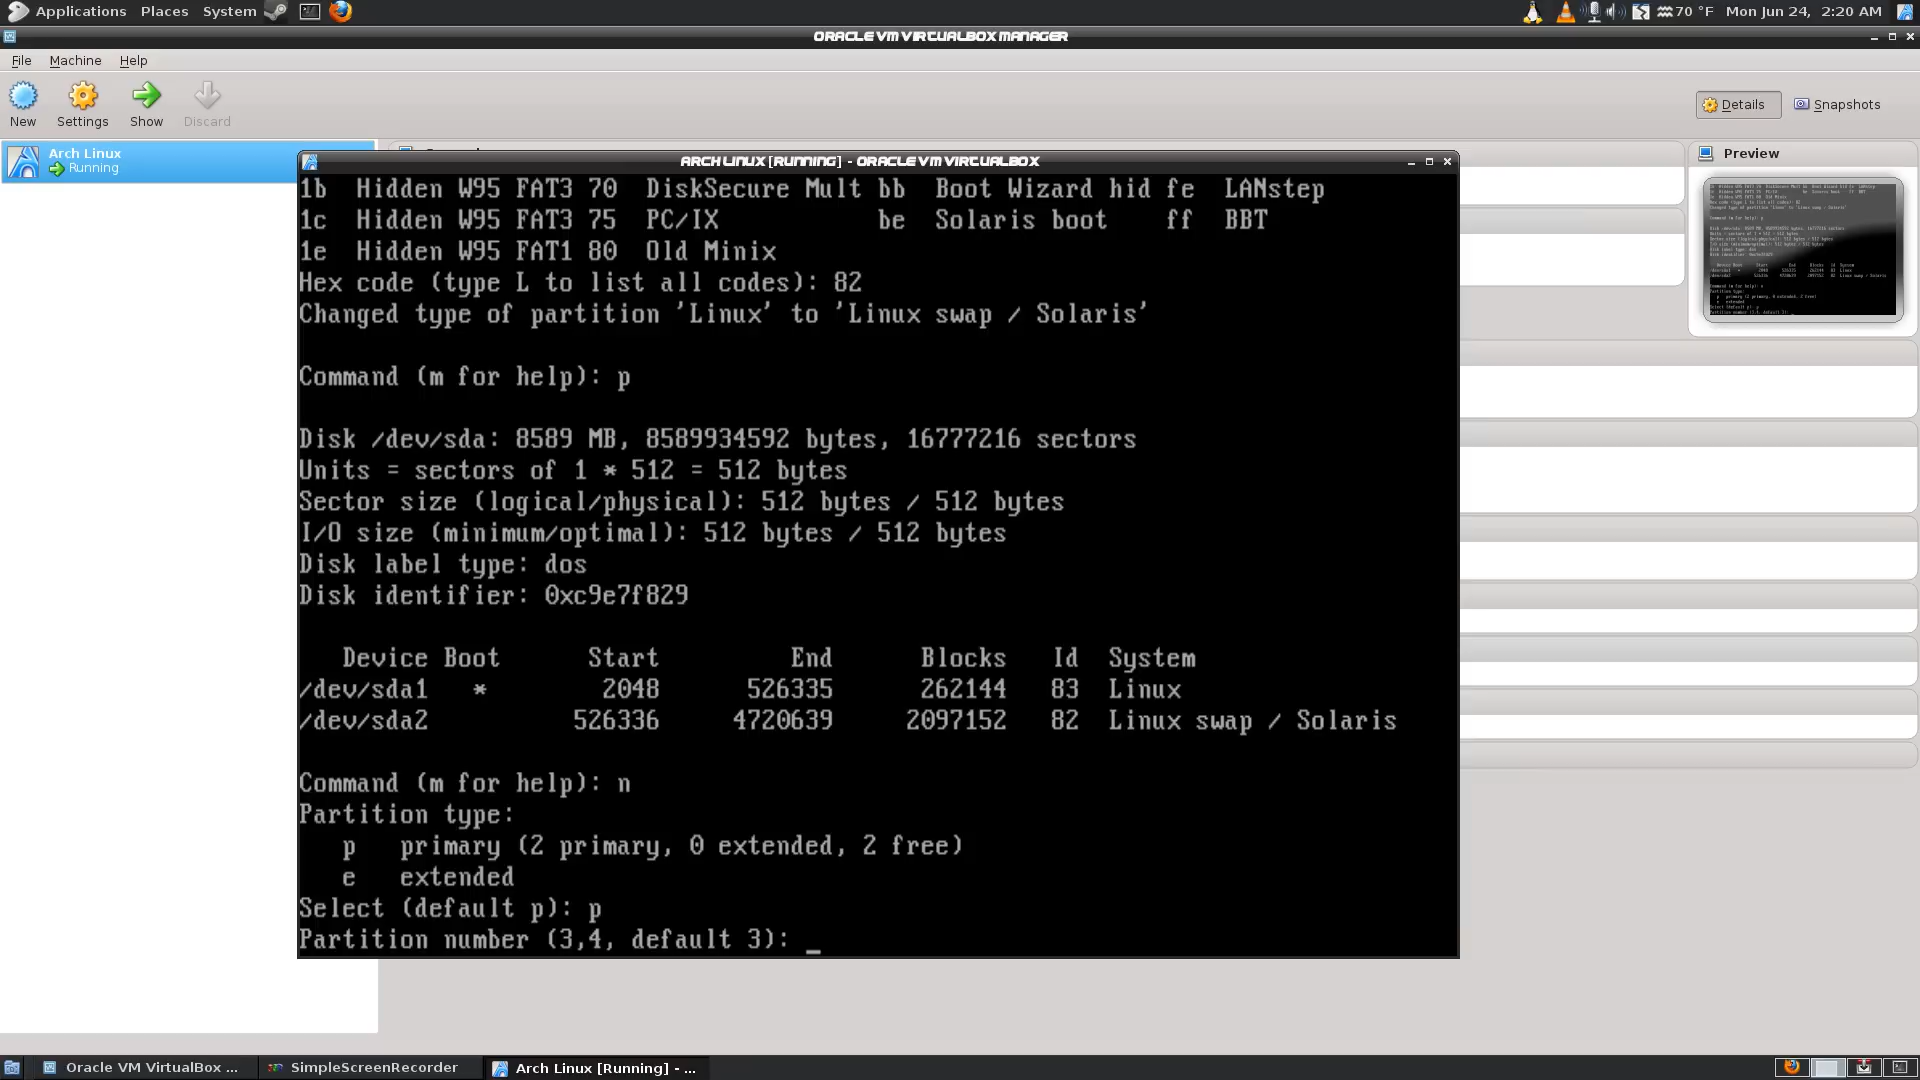 Applications Places System 70 °F Mon Jun 24, 2:20 AM
ORACLE VM VIRTUALBOX MANAGER
File Machine Help
New Settings Show Discard Details Snapshots
Arch Linux
Running
Preview
ARCH LINUX [RUNNING] - ORACLE VM VIRTUALBOX
1b Hidden W95 FAT3 70 DiskSecure Mult bb Boot Wizard hid fe LANstep
1c Hidden W95 FAT3 75 PC/IX be Solaris boot ff BBT
1e Hidden W95 FAT1 80 Old Minix
Hex code (type L to list all codes): 82
Changed type of partition 'Linux' to 'Linux swap / Solaris'
Command (m for help): p
Disk /dev/sda: 8589 MB, 8589934592 bytes, 16777216 sectors
Units = sectors of 1 * 512 = 512 bytes
Sector size (logical/physical): 512 bytes / 512 bytes
I/O size (minimum/optimal): 512 bytes / 512 bytes
Disk label type: dos
Disk identifier: 0xc9e7f829
Device Boot Start End Blocks Id System
/dev/sda1 * 2048 526335 262144 83 Linux
/dev/sda2 526336 4720639 2097152 82 Linux swap / Solaris
Command (m for help): n
Partition type:
p primary (2 primary, 0 extended, 2 free)
e extended
Select (default p): p
Partition number (3,4, default 3): _
Oracle VM VirtualBox ... SimpleScreenRecorder Arch Linux [Running] - ...